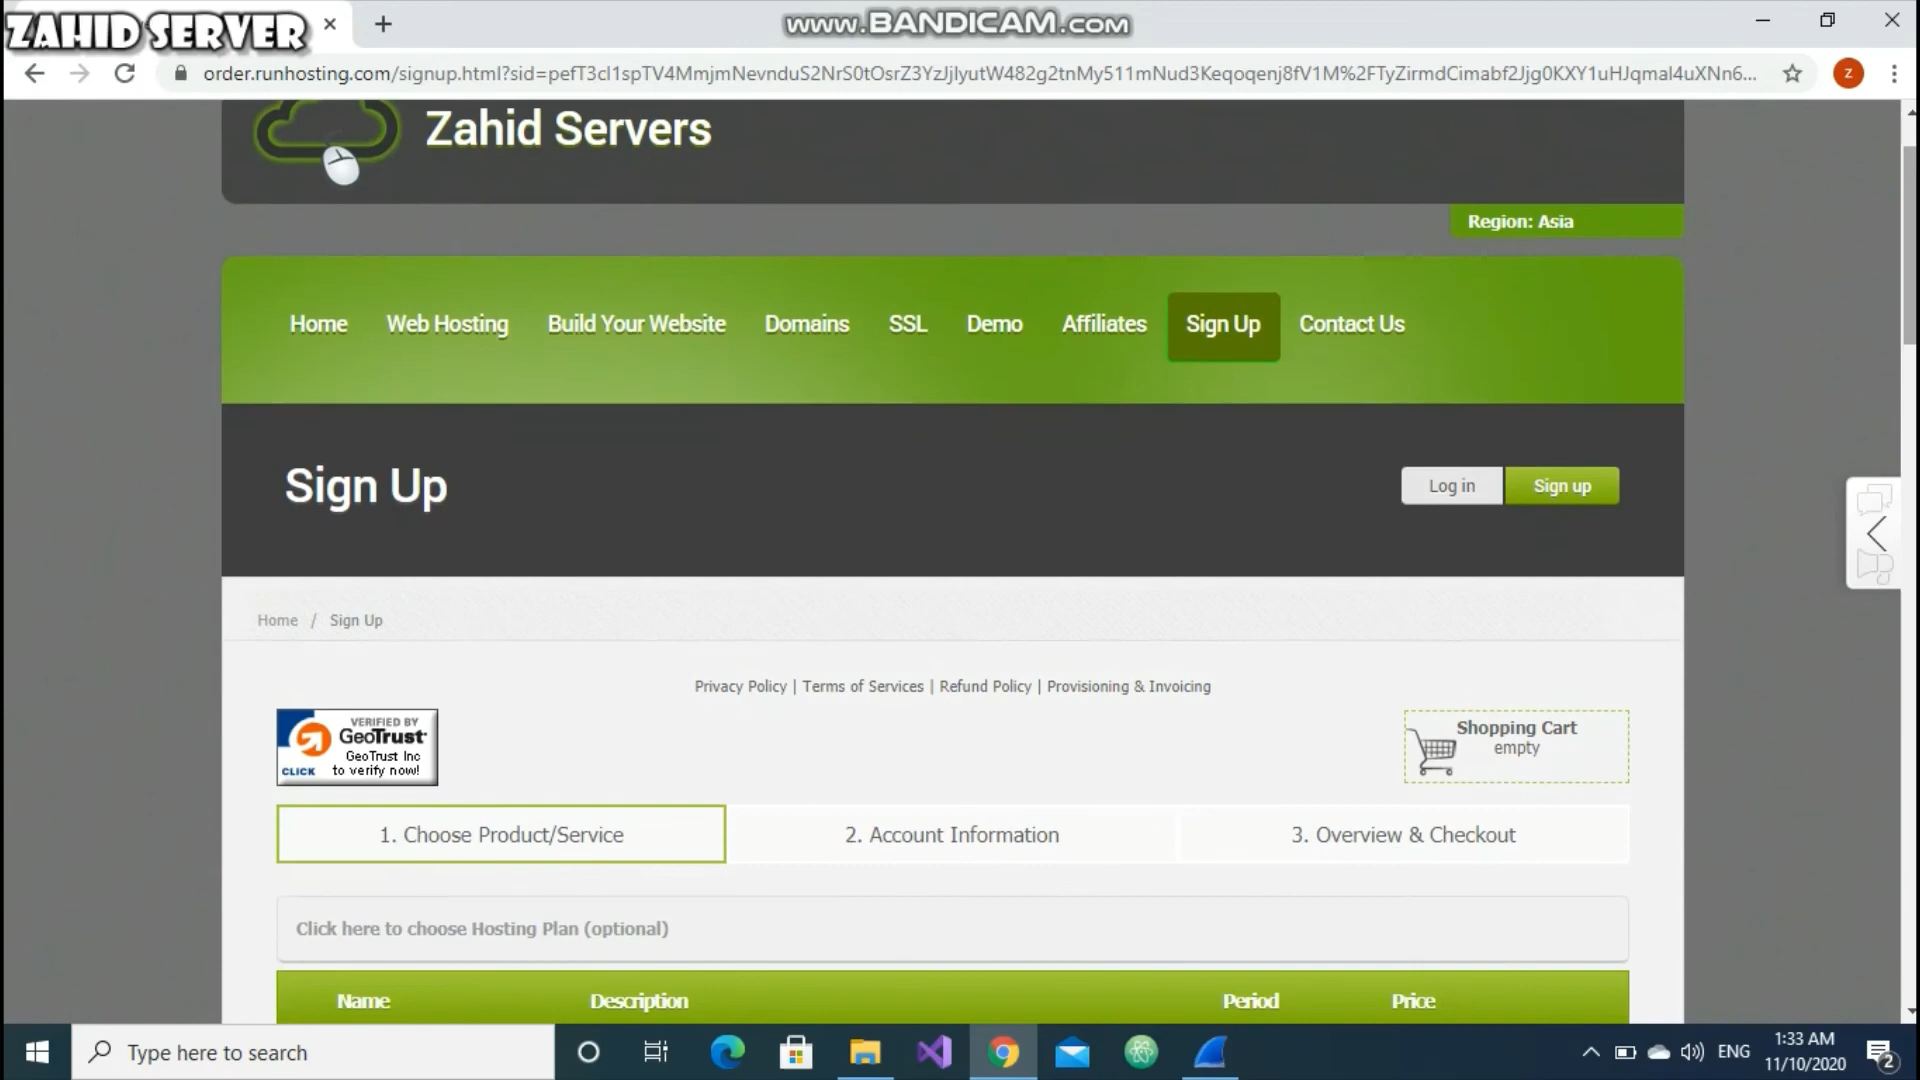 ZAHID SERVER
www.BANDICAM.com
order.runhosting.com/signup.html?sid=pefT3cl1spTV4MmjmNevnduS2NrS0tOsrZ3YzJjlyutW482g2tnMy511mNud3Keqoqenj8fV1M%2FTyZirmdCimabf2Jjg0KXY1uHJqmal4uXNn6...
Z
Zahid Servers
Region: Asia
Home Web Hosting Build Your Website Domains SSL Demo Affiliates Sign Up Contact Us
Sign Up
Log in Sign up
Home / Sign Up
Privacy Policy | Terms of Services | Refund Policy | Provisioning & Invoicing
VERIFIED BY
GeoTrust
GeoTrust Inc
CLICK to verify now!
Shopping Cart
empty
1. Choose Product/Service 2. Account Information 3. Overview & Checkout
Click here to choose Hosting Plan (optional)
Name Description Period Price
Type here to search
ENG
1:33 AM
11/10/2020
2